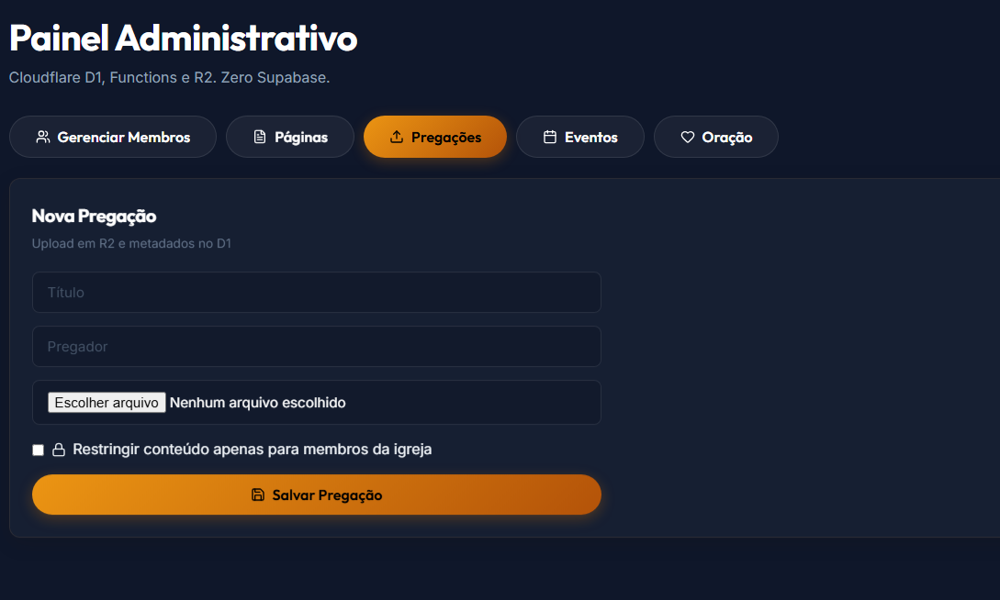 Painel Administrativo
Cloudflare D1, Functions e R2. Zero Supabase.
Gerenciar Membros Páginas Pregações Eventos Oração
Nova Pregação
Upload em R2 e metadados no D1
Título
Pregador
Escolher arquivo Nenhum arquivo escolhido
Restringir conteúdo apenas para membros da igreja
Salvar Pregação